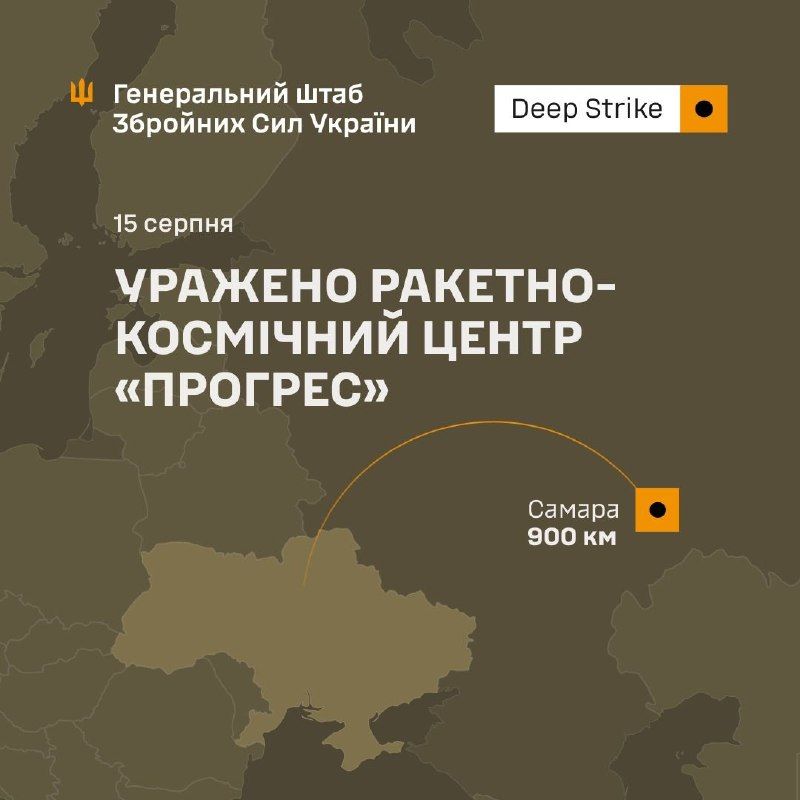 Генеральний Штаб
Збройних Сил України
Deep Strike
15 серпня
УРАЖЕНО РАКЕТНО-
КОСМІЧНИЙ ЦЕНТР
«ПРОГРЕС»
Самара
900 км